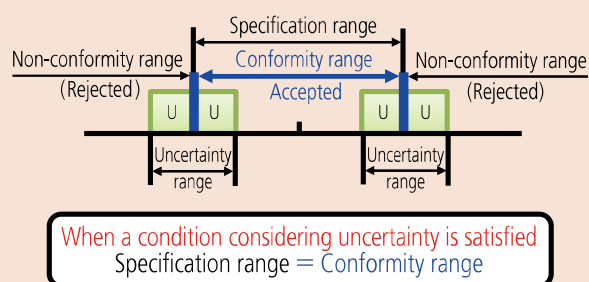 Specification range
Non-conformity range
(Rejected)
Conformity range
Accepted
Non-conformity range
(Rejected)
U U
U U
Uncertainty
range
Uncertainty
range
When a condition considering uncertainty is satisfied
Specification range = Conformity range